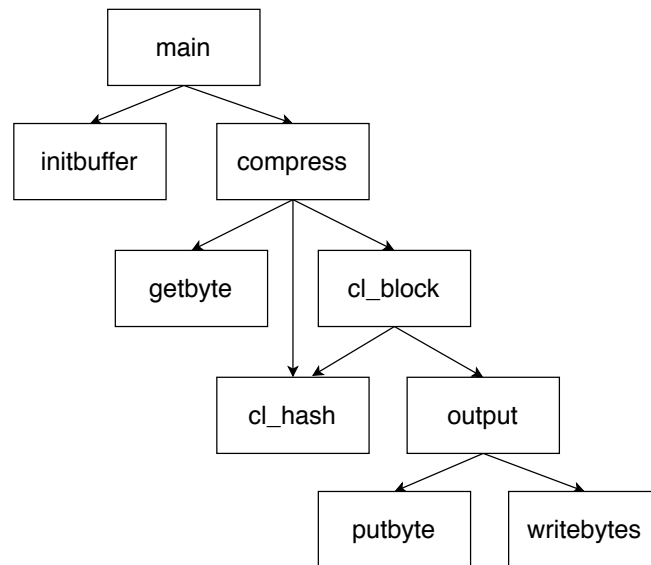 main
initbuffer
compress
getbyte
cl_block
cl_hash
output
putbyte
writebytes